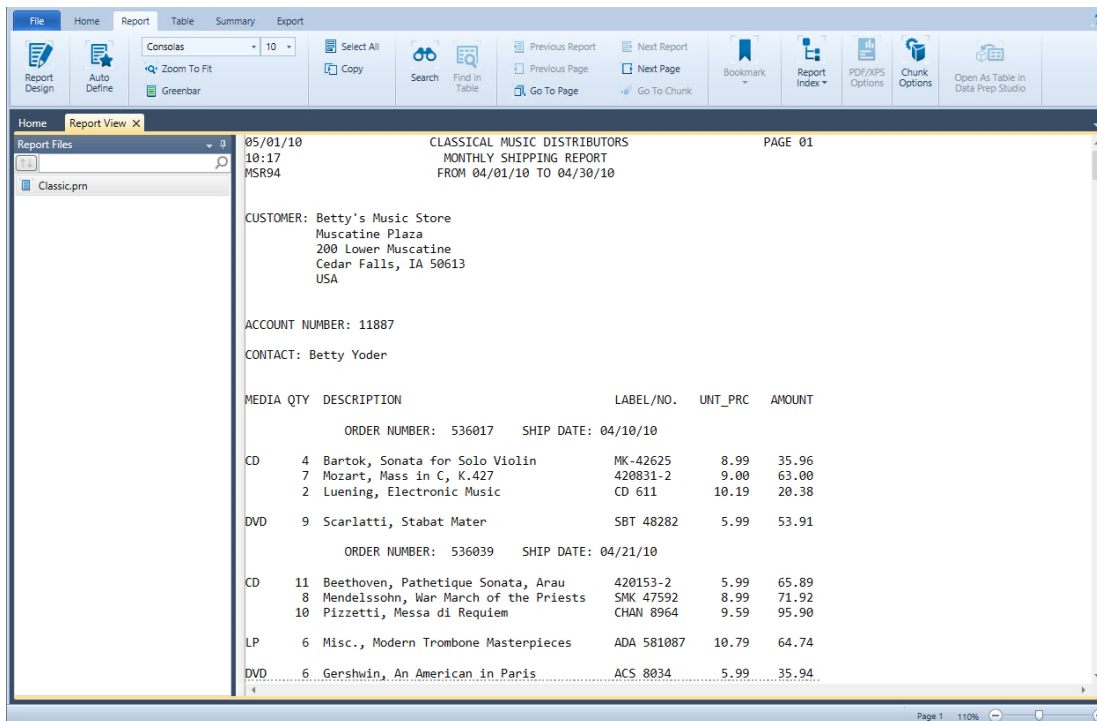 File Home Report Table Summary Export
Report Design
Auto Define
Consolas 10
Zoom To Fit
Greenbar
Select All
Copy
Search
Find in Table
Previous Report
Previous Page
Go To Page
Next Report
Next Page
Go To Chunk
Bookmark
Report Index
PDF/XPS Options
Chunk Options
Open As Table in Data Prep Studio
Home Report View
Report Files
Classic.prn
05/01/10 CLASSICAL MUSIC DISTRIBUTORS PAGE 01
10:17 MONTHLY SHIPPING REPORT
MSR94 FROM 04/01/10 TO 04/30/10
CUSTOMER: Betty's Music Store
Muscatine Plaza
200 Lower Muscatine
Cedar Falls, IA 50613
USA
ACCOUNT NUMBER: 11887
CONTACT: Betty Yoder
MEDIA QTY DESCRIPTION LABEL/NO. UNT_PRC AMOUNT
ORDER NUMBER: 536017 SHIP DATE: 04/10/10
CD 4 Bartok, Sonata for Solo Violin MK-42625 8.99 35.96
7 Mozart, Mass in C, K.427 420831-2 9.00 63.00
2 Luening, Electronic Music CD 611 10.19 20.38
DVD 9 Scarlatti, Stabat Mater SBT 48282 5.99 53.91
ORDER NUMBER: 536039 SHIP DATE: 04/21/10
CD 11 Beethoven, Pathetique Sonata, Arau 420153-2 5.99 65.89
8 Mendelssohn, War March of the Priests SMK 47592 8.99 71.92
10 Pizzetti, Messa di Requiem CHAN 8964 9.59 95.90
LP 6 Misc., Modern Trombone Masterpieces ADA 581087 10.79 64.74
DVD 6 Gershwin, An American in Paris ACS 8034 5.99 35.94
Page 1 110%